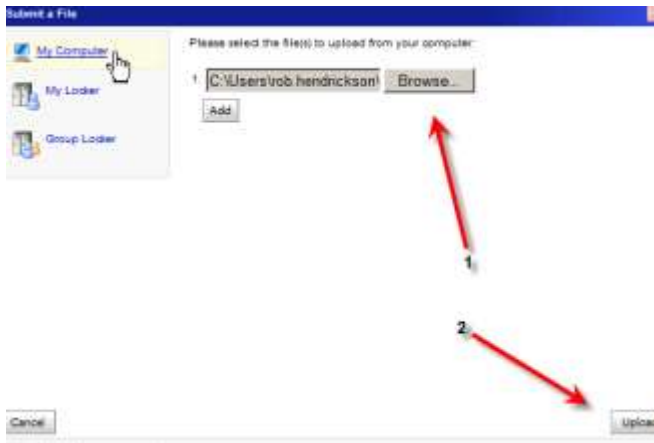 Submit a File
My Computer
My Locker
Group Locker
Please select the file(s) to upload from your computer:
1. C:\Users\rob.hendrickson\ Browse...
Add
1
2
Cancel
Uploa